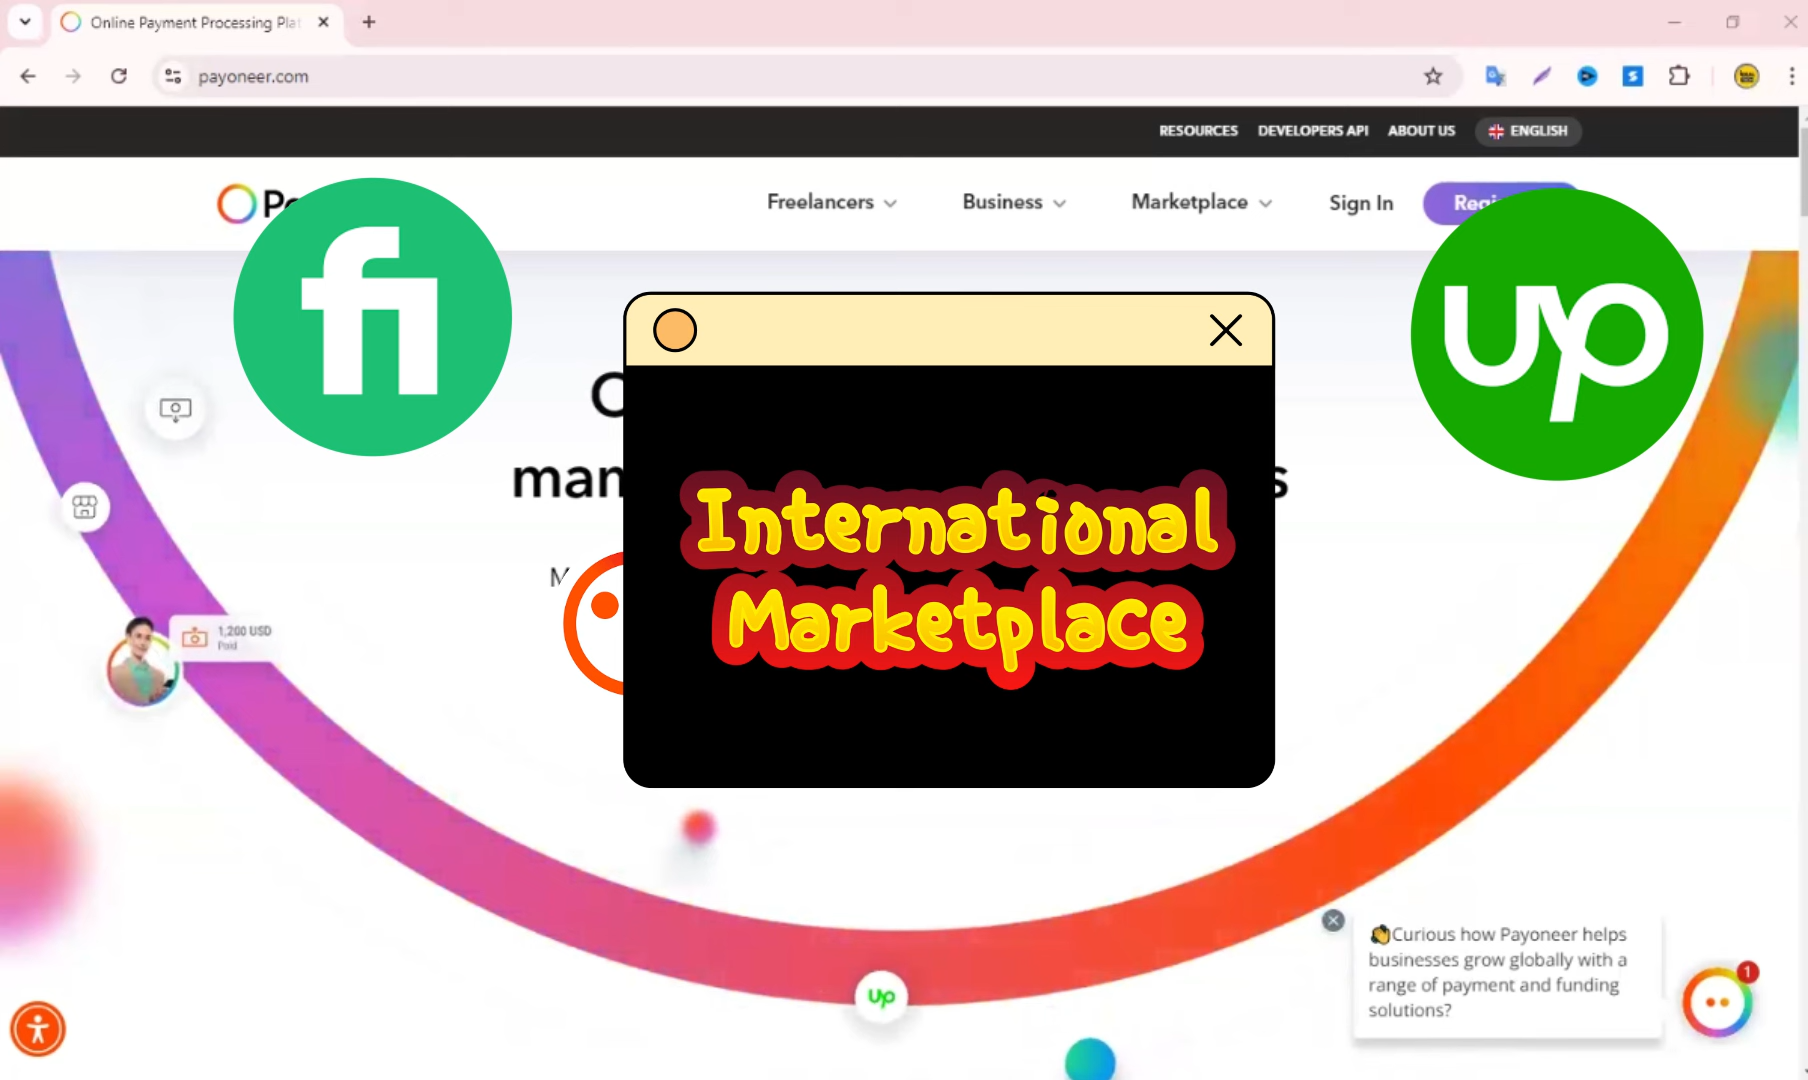 Online Payment Processing Plat
payoneer.com
RESOURCES
DEVELOPERS API
ABOUT US
ENGLISH
Freelancers
Business
Marketplace
Sign In
fi
up
International
Marketplace
1,200 USD
Paid
up
Curious how Payoneer helps
businesses grow globally with a
range of payment and funding
solutions?
1